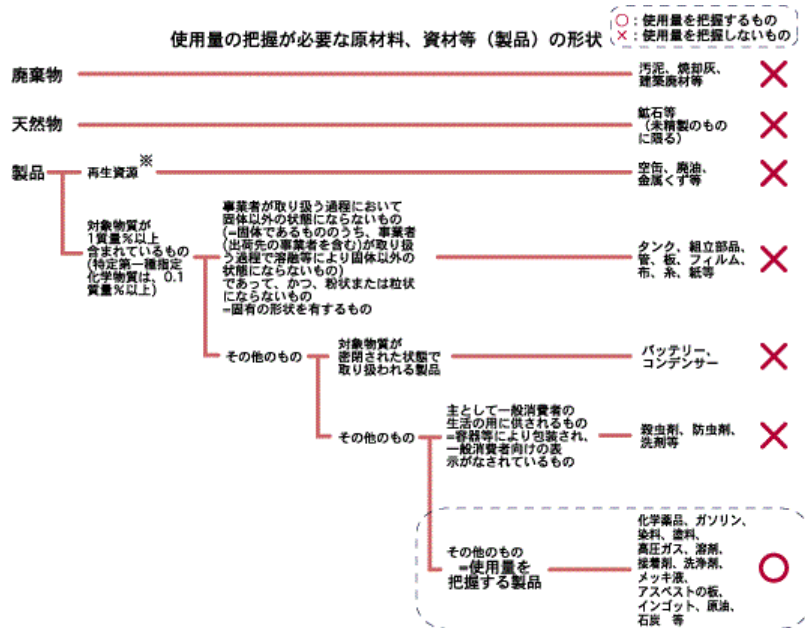 ○：使用量を把握するもの
×：使用量を把握しないもの
使用量の把握が必要な原材料、資材等（製品）の形状
廃棄物
汚泥、焼却灰、
建築廃材等
×
天然物
鉱石等
（未精製のもの
に限る）
×
製品
再生資源※
空缶、廃油、
金属くず等
×
対象物質が
1質量％以上
含まれているもの
(特定第一種指定
化学物質は、0.1
質量％以上)
事業者が取り扱う過程において
固体以外の状態にならないもの
(=固体であるもののうち、事業者
(出荷先の事業者を含む)が取り扱
う過程で溶融等により固体以外の
状態にならないもの)
であって、かつ、粉状または粒状
にならないもの
=固有の形状を有するもの
タンク、組立部品、
管、板、フィルム、
布、糸、紙等
×
その他のもの
対象物質が
密閉された状態で
取り扱われる製品
バッテリー、
コンデンサー
×
その他のもの
主として一般消費者の
生活の用に供されるもの
=容器等により包装され、
一般消費者向けの表
示がなされているもの
殺虫剤、防虫剤、
洗剤等
×
その他のもの
=使用量を
把握する製品
化学薬品、ガソリン、
染料、塗料、
高圧ガス、溶剤、
接着剤、洗浄剤、
メッキ液、
アスベストの板、
インゴット、原油、
石炭　等
○